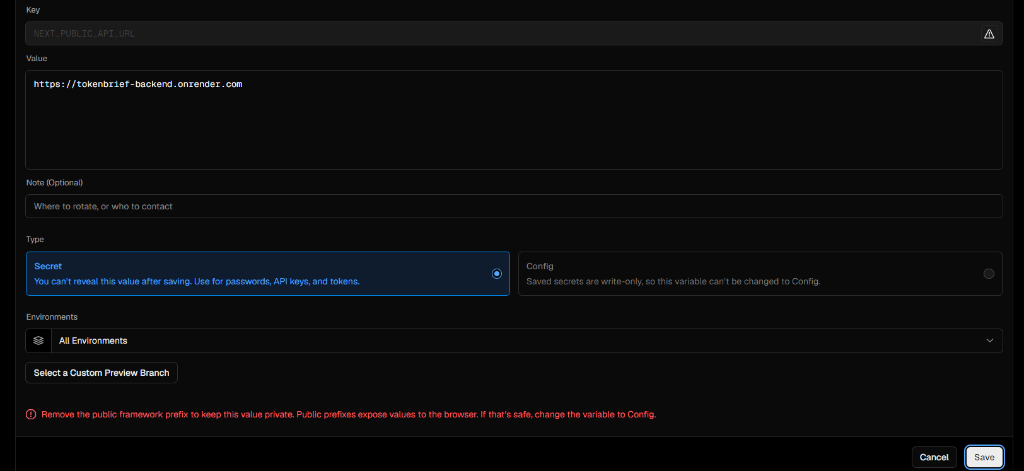 Key
NEXT_PUBLIC_API_URL
Value
https://tokenbrief-backend.onrender.com
Note (Optional)
Where to rotate, or who to contact
Type
Secret
You can't reveal this value after saving. Use for passwords, API keys, and tokens.
Config
Saved secrets are write-only, so this variable can't be changed to Config.
Environments
All Environments
Select a Custom Preview Branch
Remove the public framework prefix to keep this value private. Public prefixes expose values to the browser. If that's safe, change the variable to Config.
Cancel
Save